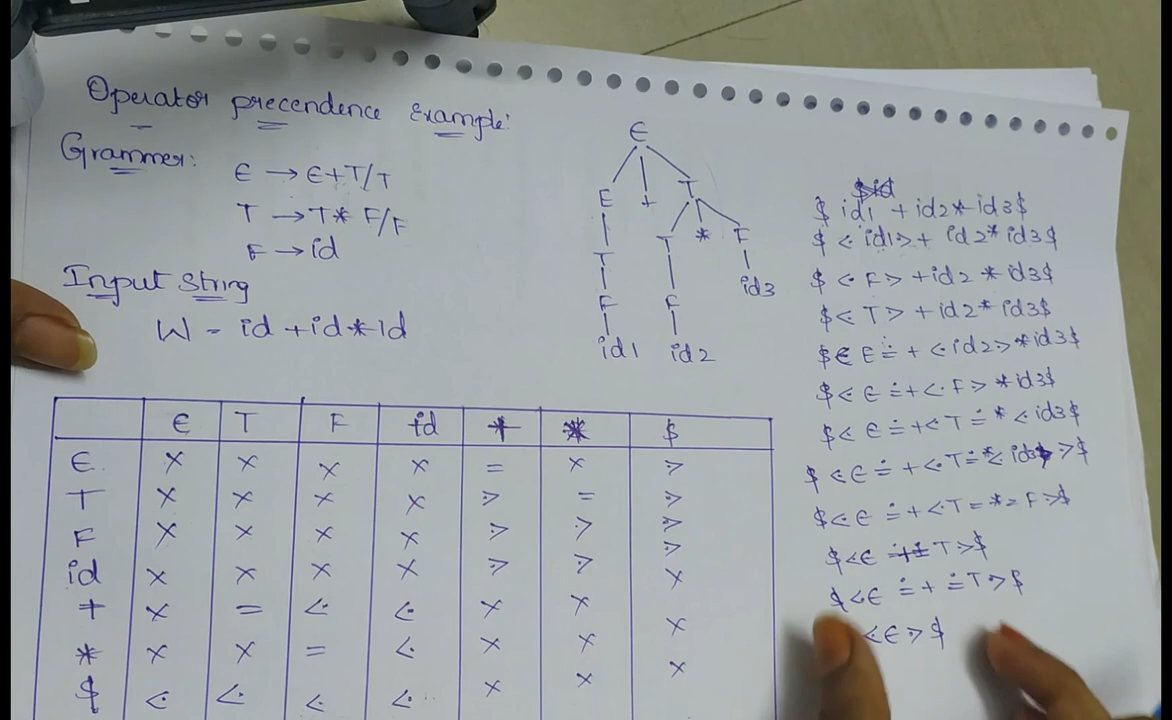 Operator precendence Example:
Grammer:
E → E+T/T
T → T* F/F
F → id
Input String
W - id + id * id
E
E + T
T T * F
F F id3
id1 id2
$ id1 + id2* id3$
$ <· id1 ·> + id2* id3$
$ <· F> + id2 * id3$
$< T> + id2* id3$
E ≐ + <· id2 ·> * id3$
$< E ≐ + <· F> * id3$
$< E ≐ + <· T ≐ * < id3$
$ <· E ≐ + <· T ≐ * <· id3 ·> $
$<· E ≐ + <· T = * = F ·>$
$<E T ·>$
$<· E ≐ + ≐ T ·> $
<· E ·> $
E T F id + * $
E × × × × = × ·>
T × × × × ·> = ·>
F × × × × ·> ·> ·>
id × × × × ·> ·> ·>
+ × = <· <· × × ×
* × × = <· × × ×
$ <· <· <· <· × × ×